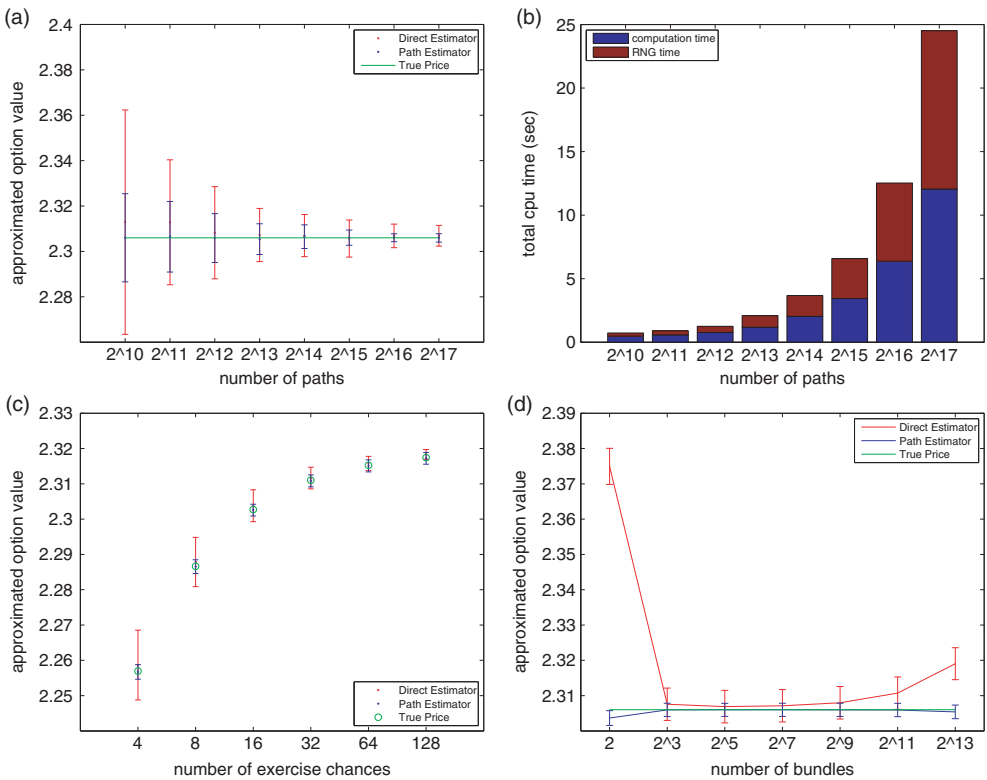 (a)
2.4
2.38
2.36
2.34
2.32
2.3
2.28
approximated option value
Direct Estimator
Path Estimator
True Price
2^10 2^11 2^12 2^13 2^14 2^15 2^16 2^17
number of paths
(b)
25
20
15
10
5
0
total cpu time (sec)
computation time
RNG time
2^10 2^11 2^12 2^13 2^14 2^15 2^16 2^17
number of paths
(c)
2.33
2.32
2.31
2.3
2.29
2.28
2.27
2.26
2.25
approximated option value
Direct Estimator
Path Estimator
True Price
4 8 16 32 64 128
number of exercise chances
(d)
2.39
2.38
2.37
2.36
2.35
2.34
2.33
2.32
2.31
approximated option value
Direct Estimator
Path Estimator
True Price
2 2^3 2^5 2^7 2^9 2^11 2^13
number of bundles